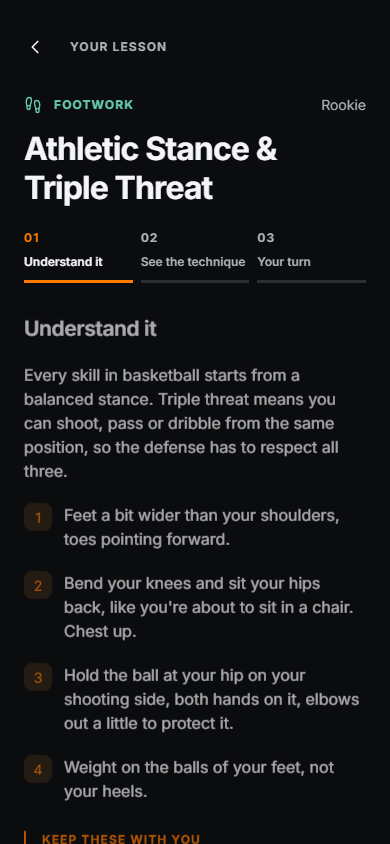 YOUR LESSON
FOOTWORK
Rookie
Athletic Stance &
Triple Threat
01
Understand it
02
See the technique
03
Your turn
Understand it
Every skill in basketball starts from a
balanced stance. Triple threat means you
can shoot, pass or dribble from the same
position, so the defense has to respect all
three.
1 Feet a bit wider than your shoulders,
toes pointing forward.
2 Bend your knees and sit your hips
back, like you're about to sit in a chair.
Chest up.
3 Hold the ball at your hip on your
shooting side, both hands on it, elbows
out a little to protect it.
4 Weight on the balls of your feet, not
your heels.
KEEP THESE WITH YOU